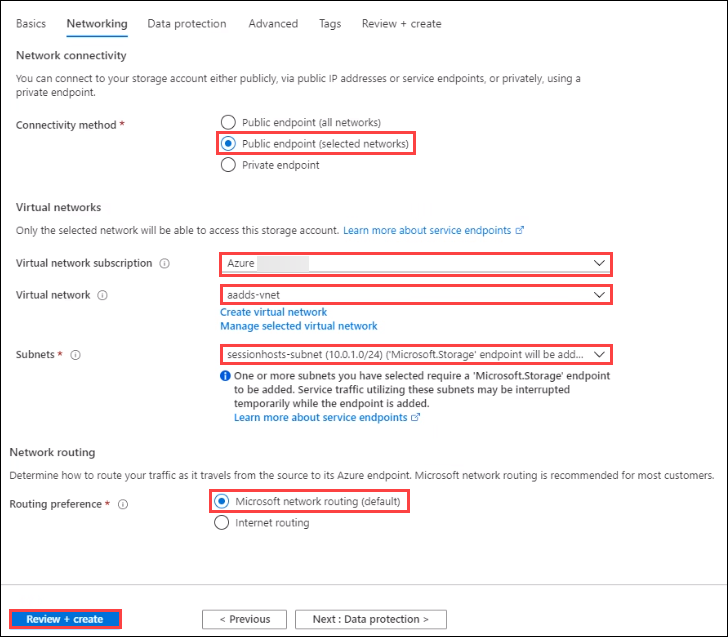 Basics Networking Data protection Advanced Tags Review + create
Network connectivity
You can connect to your storage account either publicly, via public IP addresses or service endpoints, or privately, using a
private endpoint.
Connectivity method *
Public endpoint (all networks)
Public endpoint (selected networks)
Private endpoint
Virtual networks
Only the selected network will be able to access this storage account. Learn more about service endpoints
Virtual network subscription
Azure
Virtual network
aadds-vnet
Create virtual network
Manage selected virtual network
Subnets *
sessionhosts-subnet (10.0.1.0/24) ('Microsoft.Storage' endpoint will be add...
One or more subnets you have selected require a 'Microsoft.Storage' endpoint
to be added. Service traffic utilizing these subnets may be interrupted
temporarily while the endpoint is added.
Learn more about service endpoints
Network routing
Determine how to route your traffic as it travels from the source to its Azure endpoint. Microsoft network routing is recommended for most customers.
Routing preference *
Microsoft network routing (default)
Internet routing
Review + create
< Previous
Next : Data protection >